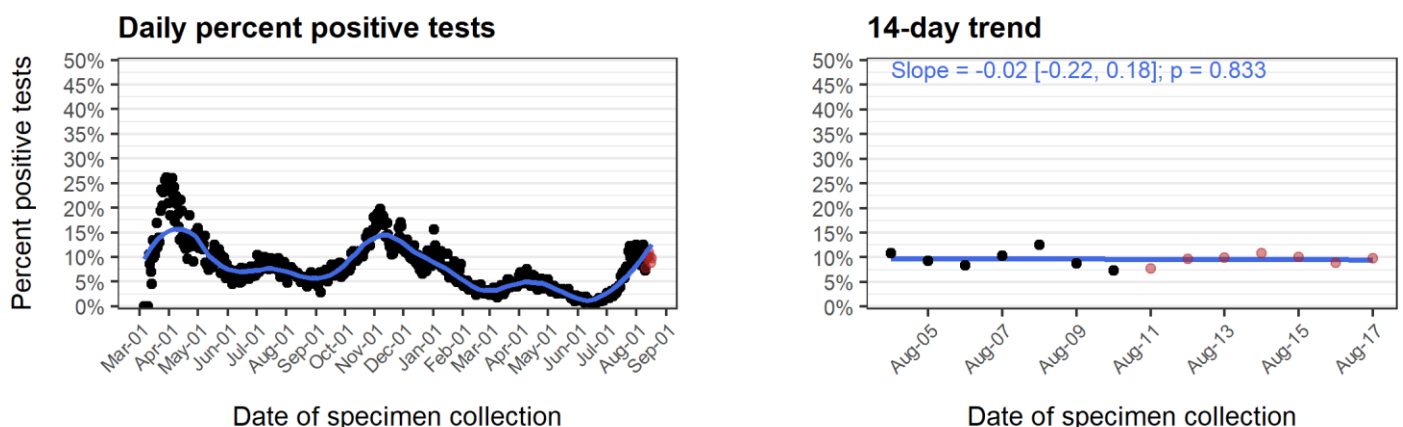 Daily percent positive tests
Percent positive tests
50%
45%
40%
35%
30%
25%
20%
15%
10%
5%
0%
Mar-01
Apr-01
May-01
Jun-01
Jul-01
Aug-01
Sep-01
Oct-01
Nov-01
Dec-01
Jan-01
Feb-01
Mar-01
Apr-01
May-01
Jun-01
Jul-01
Aug-01
Sep-01
Date of specimen collection
14-day trend
Slope = -0.02 [-0.22, 0.18]; p = 0.833
50%
45%
40%
35%
30%
25%
20%
15%
10%
5%
0%
Aug-05
Aug-07
Aug-09
Aug-11
Aug-13
Aug-15
Aug-17
Date of specimen collection